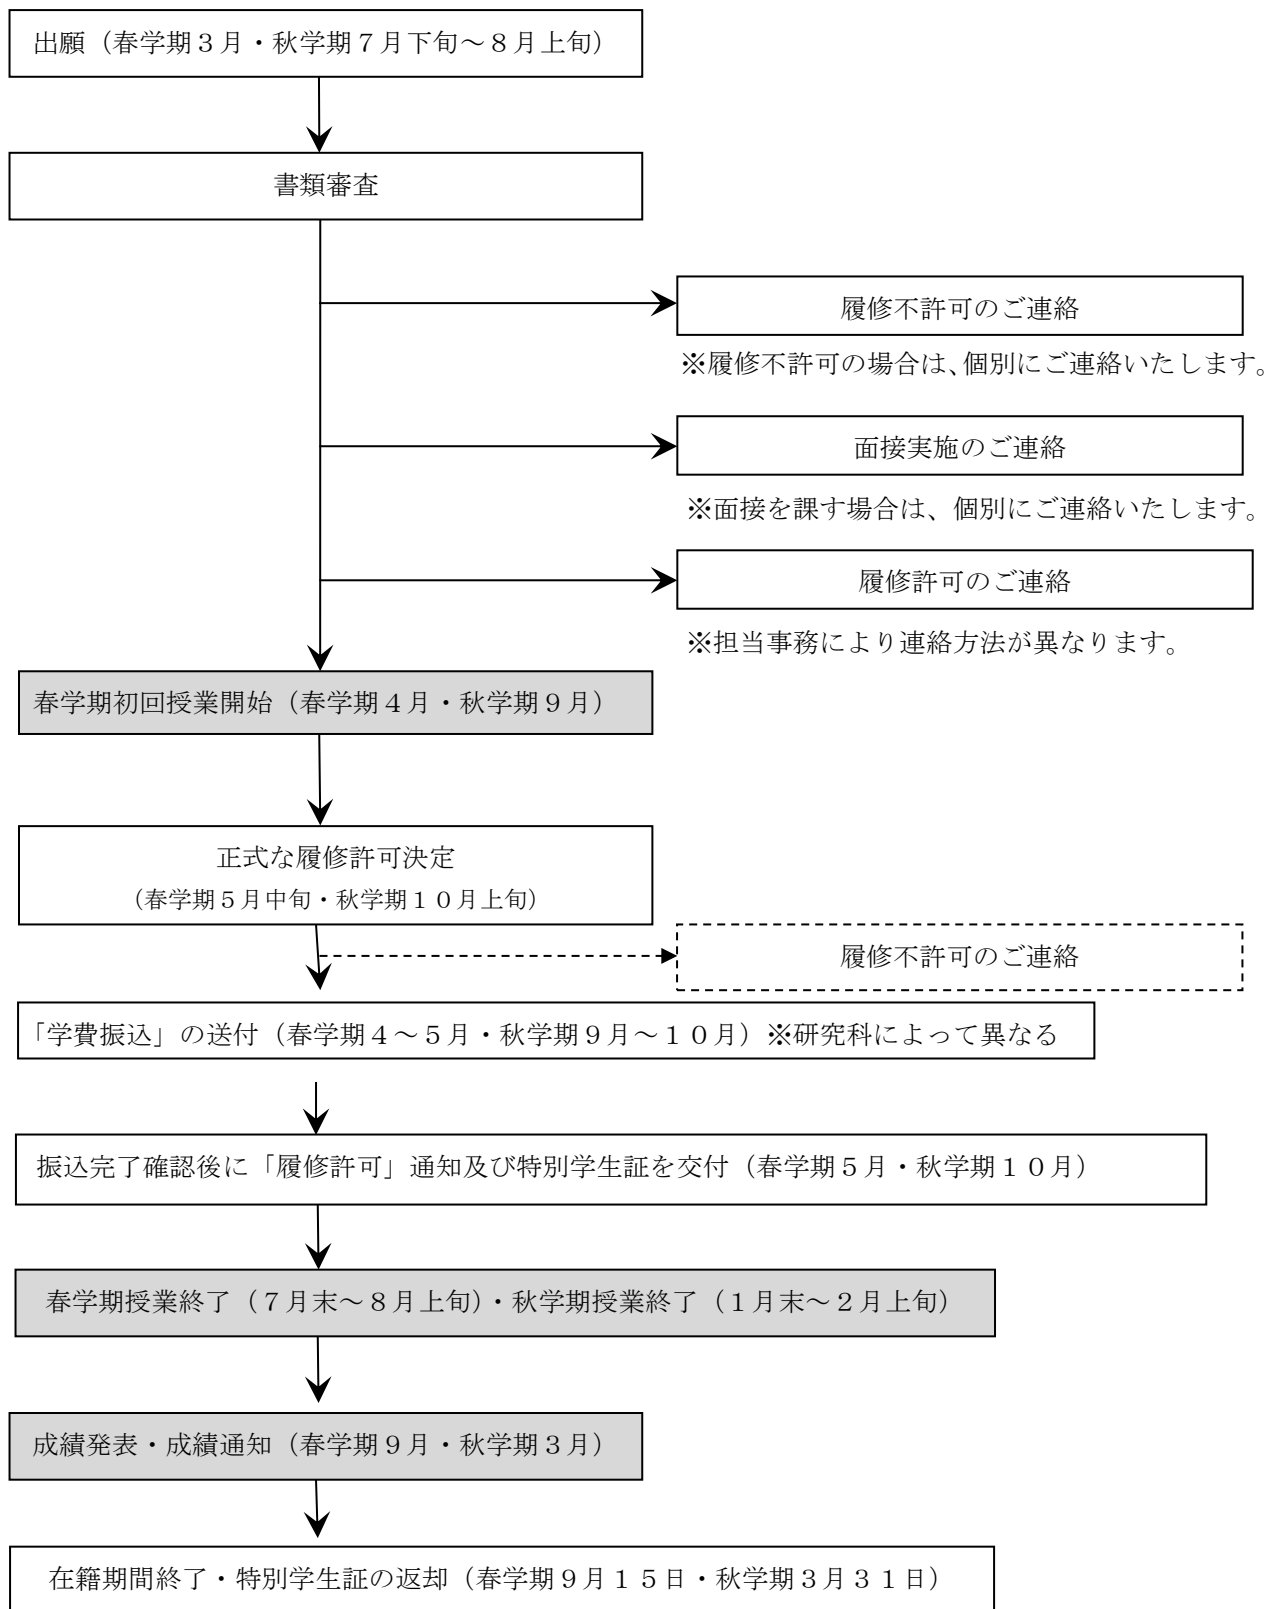 出願（春学期３月・秋学期７月下旬～８月上旬）
書類審査
履修不許可のご連絡
※履修不許可の場合は、個別にご連絡いたします。
面接実施のご連絡
※面接を課す場合は、個別にご連絡いたします。
履修許可のご連絡
※担当事務により連絡方法が異なります。
春学期初回授業開始（春学期４月・秋学期９月）
正式な履修許可決定
（春学期５月中旬・秋学期１０月上旬）
履修不許可のご連絡
「学費振込」の送付（春学期４～５月・秋学期９月～１０月）※研究科によって異なる
振込完了確認後に「履修許可」通知及び特別学生証を交付（春学期５月・秋学期１０月）
春学期授業終了（７月末～８月上旬）・秋学期授業終了（１月末～２月上旬）
成績発表・成績通知（春学期９月・秋学期３月）
在籍期間終了・特別学生証の返却（春学期９月１５日・秋学期３月３１日）